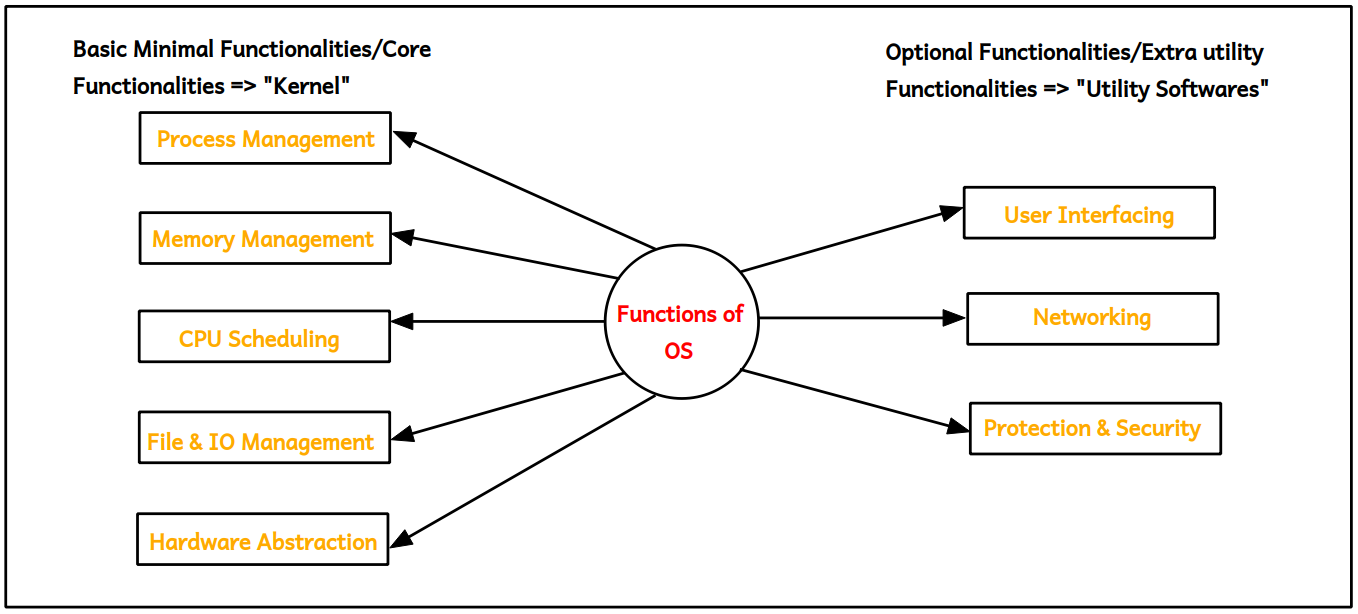 Basic Minimal Functionalities/Core
Functionalities => "Kernel"
Process Management
Memory Management
CPU Scheduling
File & IO Management
Hardware Abstraction
Functions of
OS
Optional Functionalities/Extra utility
Functionalities => "Utility Softwares"
User Interfacing
Networking
Protection & Security